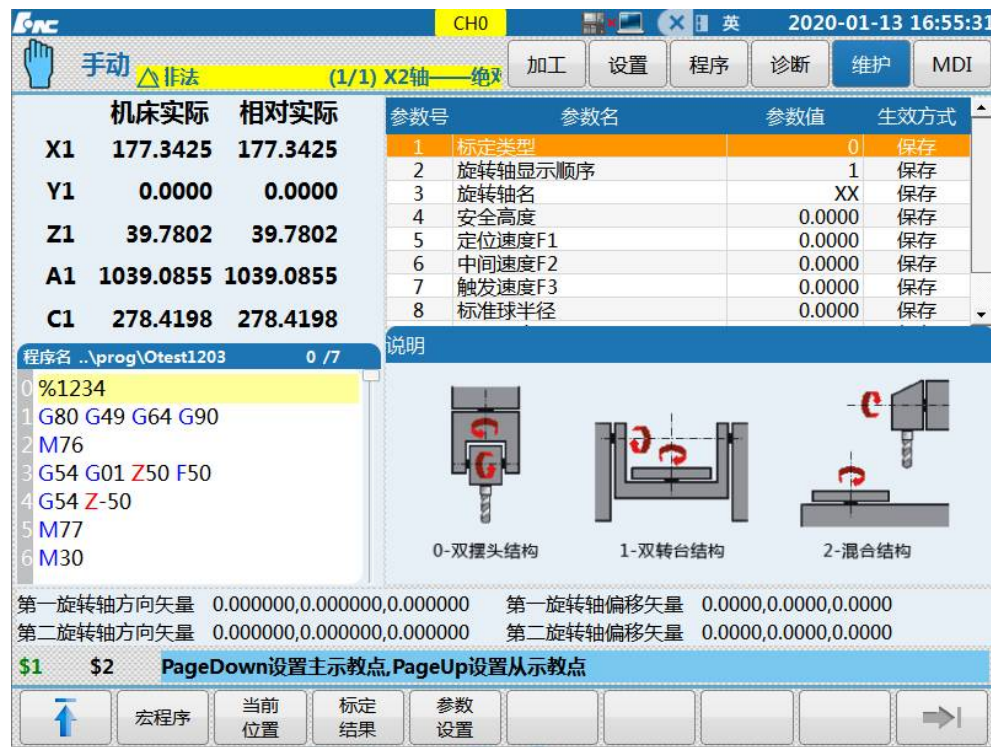 HNC CH0 英 2020-01-13 16:55:31
手动 非法 (1/1) X2轴——绝对 加工 设置 程序 诊断 维护 MDI
机床实际 相对实际
X1 177.3425 177.3425
Y1 0.0000 0.0000
Z1 39.7802 39.7802
A1 1039.0855 1039.0855
C1 278.4198 278.4198
参数号 参数名 参数值 生效方式
1 标定类型 0 保存
2 旋转轴显示顺序 1 保存
3 旋转轴名 XX 保存
4 安全高度 0.0000 保存
5 定位速度F1 0.0000 保存
6 中间速度F2 0.0000 保存
7 触发速度F3 0.0000 保存
8 标准球半径 0.0000 保存
程序名 ..\prog\Otest1203 0 /7
0 %1234
1 G80 G49 G64 G90
2 M76
3 G54 G01 Z50 F50
4 G54 Z-50
5 M77
6 M30
说明
0-双摆头结构 1-双转台结构 2-混合结构
第一旋转轴方向矢量 0.000000,0.000000,0.000000 第一旋转轴偏移矢量 0.0000,0.0000,0.0000
第二旋转轴方向矢量 0.000000,0.000000,0.000000 第二旋转轴偏移矢量 0.0000,0.0000,0.0000
$1 $2 PageDown设置主示教点,PageUp设置从示教点
宏程序
当前
位置
标定
结果
参数
设置